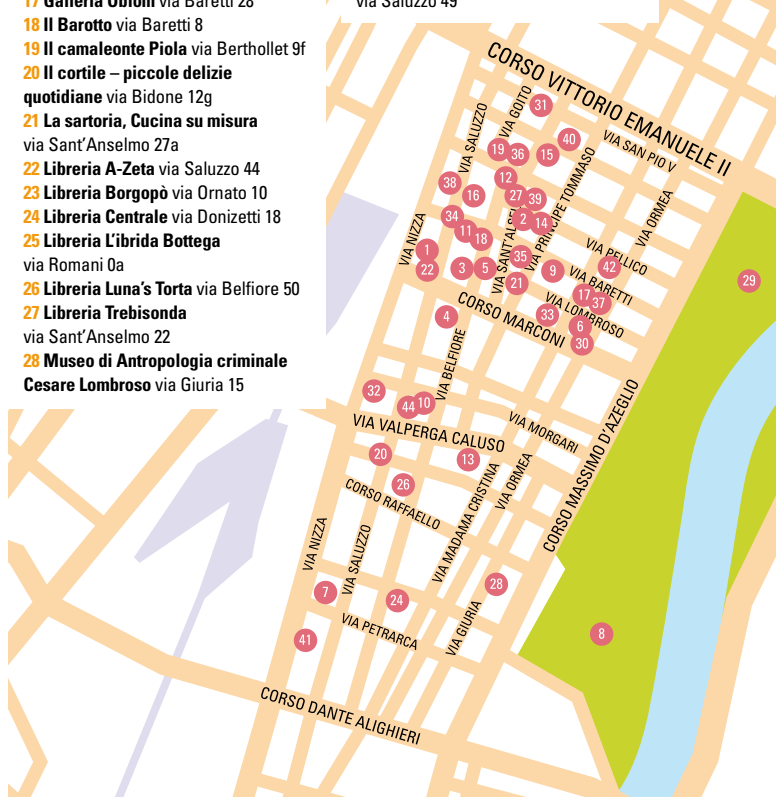 17 Galleria Oblom via Baretti 28
18 Il Barotto via Baretti 8
19 Il camaleonte Piola via Berthollet 9f
20 Il cortile – piccole delizie
quotidiane via Bidone 12g
21 La sartoria, Cucina su misura
via Sant'Anselmo 27a
22 Libreria A-Zeta via Saluzzo 44
23 Libreria Borgopò via Ornato 10
24 Libreria Centrale via Donizetti 18
25 Libreria L'ibrida Bottega
via Romani 0a
26 Libreria Luna's Torta via Belfiore 50
27 Libreria Trebisonda
via Sant'Anselmo 22
28 Museo di Antropologia criminale
Cesare Lombroso via Giuria 15
via Saluzzo 49
CORSO VITTORIO EMANUELE II
VIA GOITO
31
VIA SALUZZO
40
VIA SAN PIO V
19
36
15
VIA PRINCIPE TOMMASO
12
38
16
27
39
VIA ORMEA
34
2
14
11
18
VIA NIZZA
1
22
3
5
35
VIA SANT'ALSEL
21
9
VIA PELLICO
42
VIA BARETTI
29
17
37
VIA LOMBROSO
33
6
30
CORSO MARCONI
4
VIA BELFIORE
CORSO MASSIMO D'AZEGLIO
32
44
10
VIA MORGARI
VIA VALPERGA CALUSO
20
13
26
CORSO RAFFAELLO
VIA MADAMA CRISTINA
VIA ORMEA
VIA NIZZA
VIA SALUZZO
7
24
28
VIA GIURIA
VIA PETRARCA
8
41
CORSO DANTE ALIGHIERI